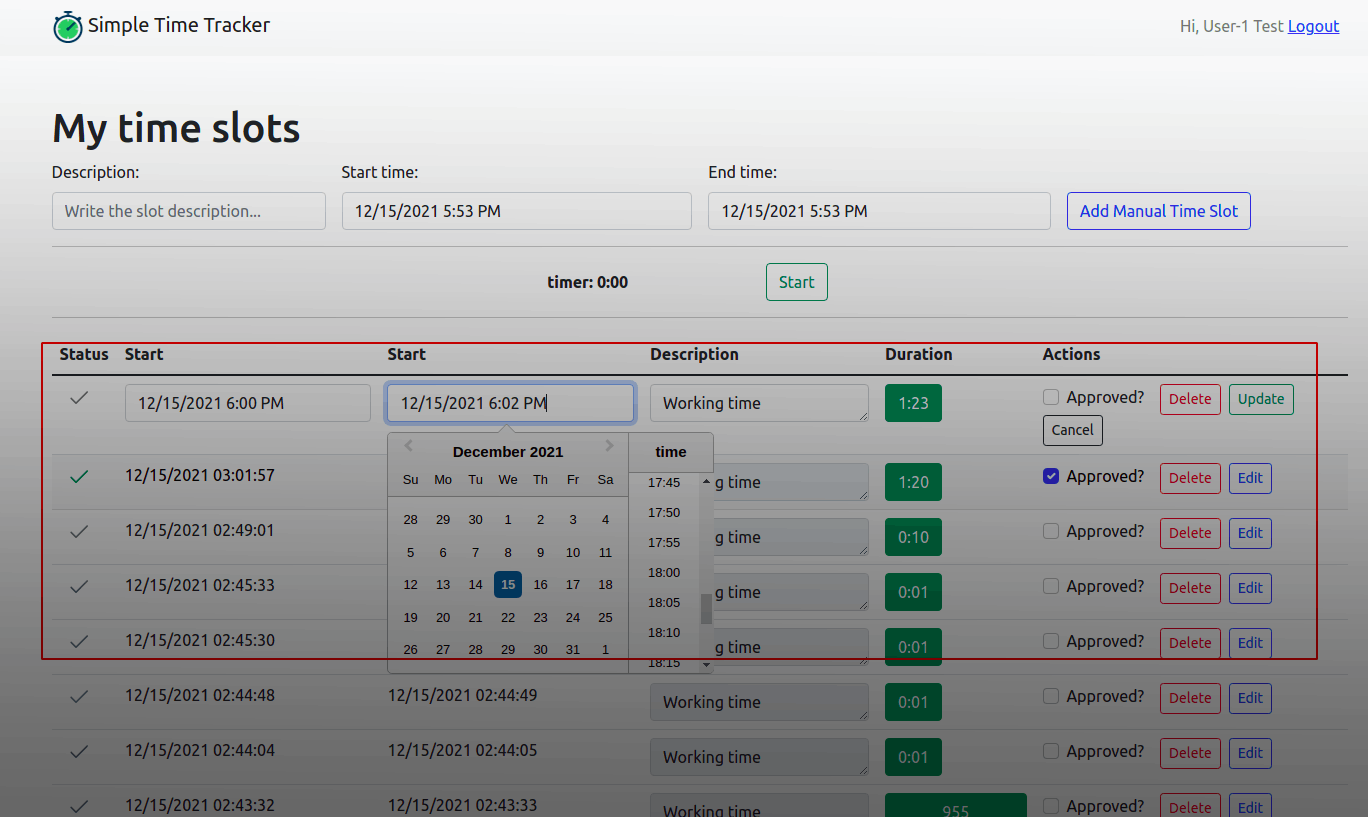 Simple Time Tracker
Hi, User-1 Test Logout
My time slots
Description: Start time: End time:
Write the slot description... 12/15/2021 5:53 PM 12/15/2021 5:53 PM Add Manual Time Slot
timer: 0:00 Start
Status Start Start Description Duration Actions
12/15/2021 6:00 PM 12/15/2021 6:02 PM Working time 1:23 Approved? Delete Update
Cancel
December 2021 time
Su Mo Tu We Th Fr Sa
28 29 30 1 2 3 4
5 6 7 8 9 10 11
12 13 14 15 16 17 18
19 20 21 22 23 24 25
26 27 28 29 30 31 1
17:45
17:50
17:55
18:00
18:05
18:10
18:15
12/15/2021 03:01:57 g time 1:20 Approved? Delete Edit
12/15/2021 02:49:01 g time 0:10 Approved? Delete Edit
12/15/2021 02:45:33 g time 0:01 Approved? Delete Edit
12/15/2021 02:45:30 g time 0:01 Approved? Delete Edit
12/15/2021 02:44:48 12/15/2021 02:44:49 Working time 0:01 Approved? Delete Edit
12/15/2021 02:44:04 12/15/2021 02:44:05 Working time 0:01 Approved? Delete Edit
12/15/2021 02:43:32 12/15/2021 02:43:33 Working time 955 Approved? Delete Edit